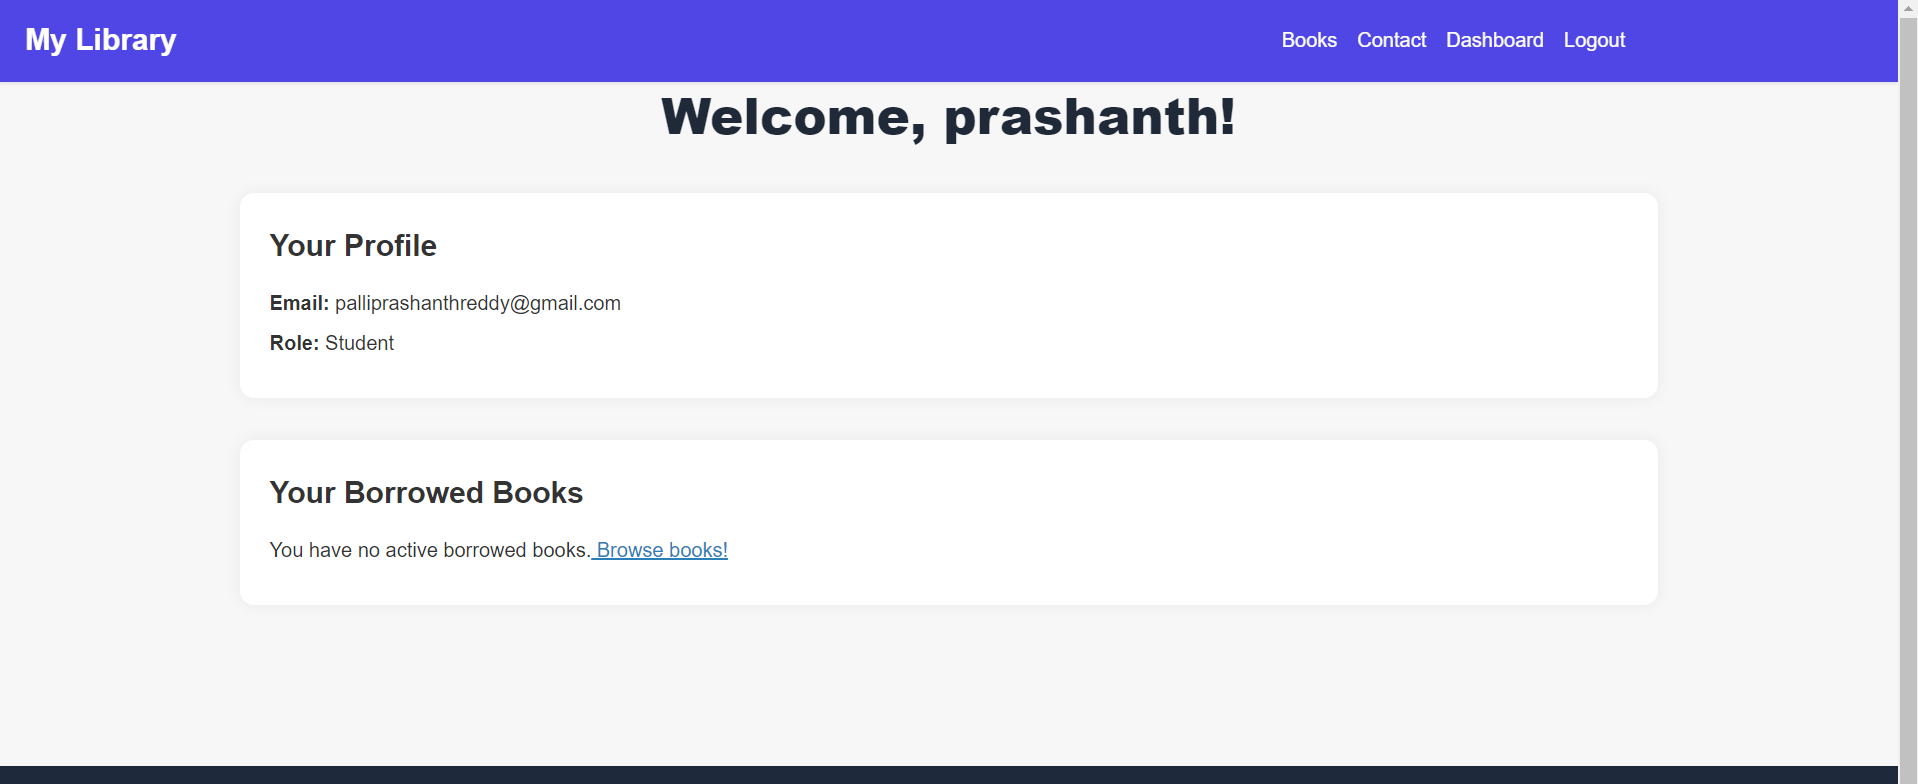 My Library
Books Contact Dashboard Logout
Welcome, prashanth!
Your Profile
Email: palliprashanthreddy@gmail.com
Role: Student
Your Borrowed Books
You have no active borrowed books. Browse books!